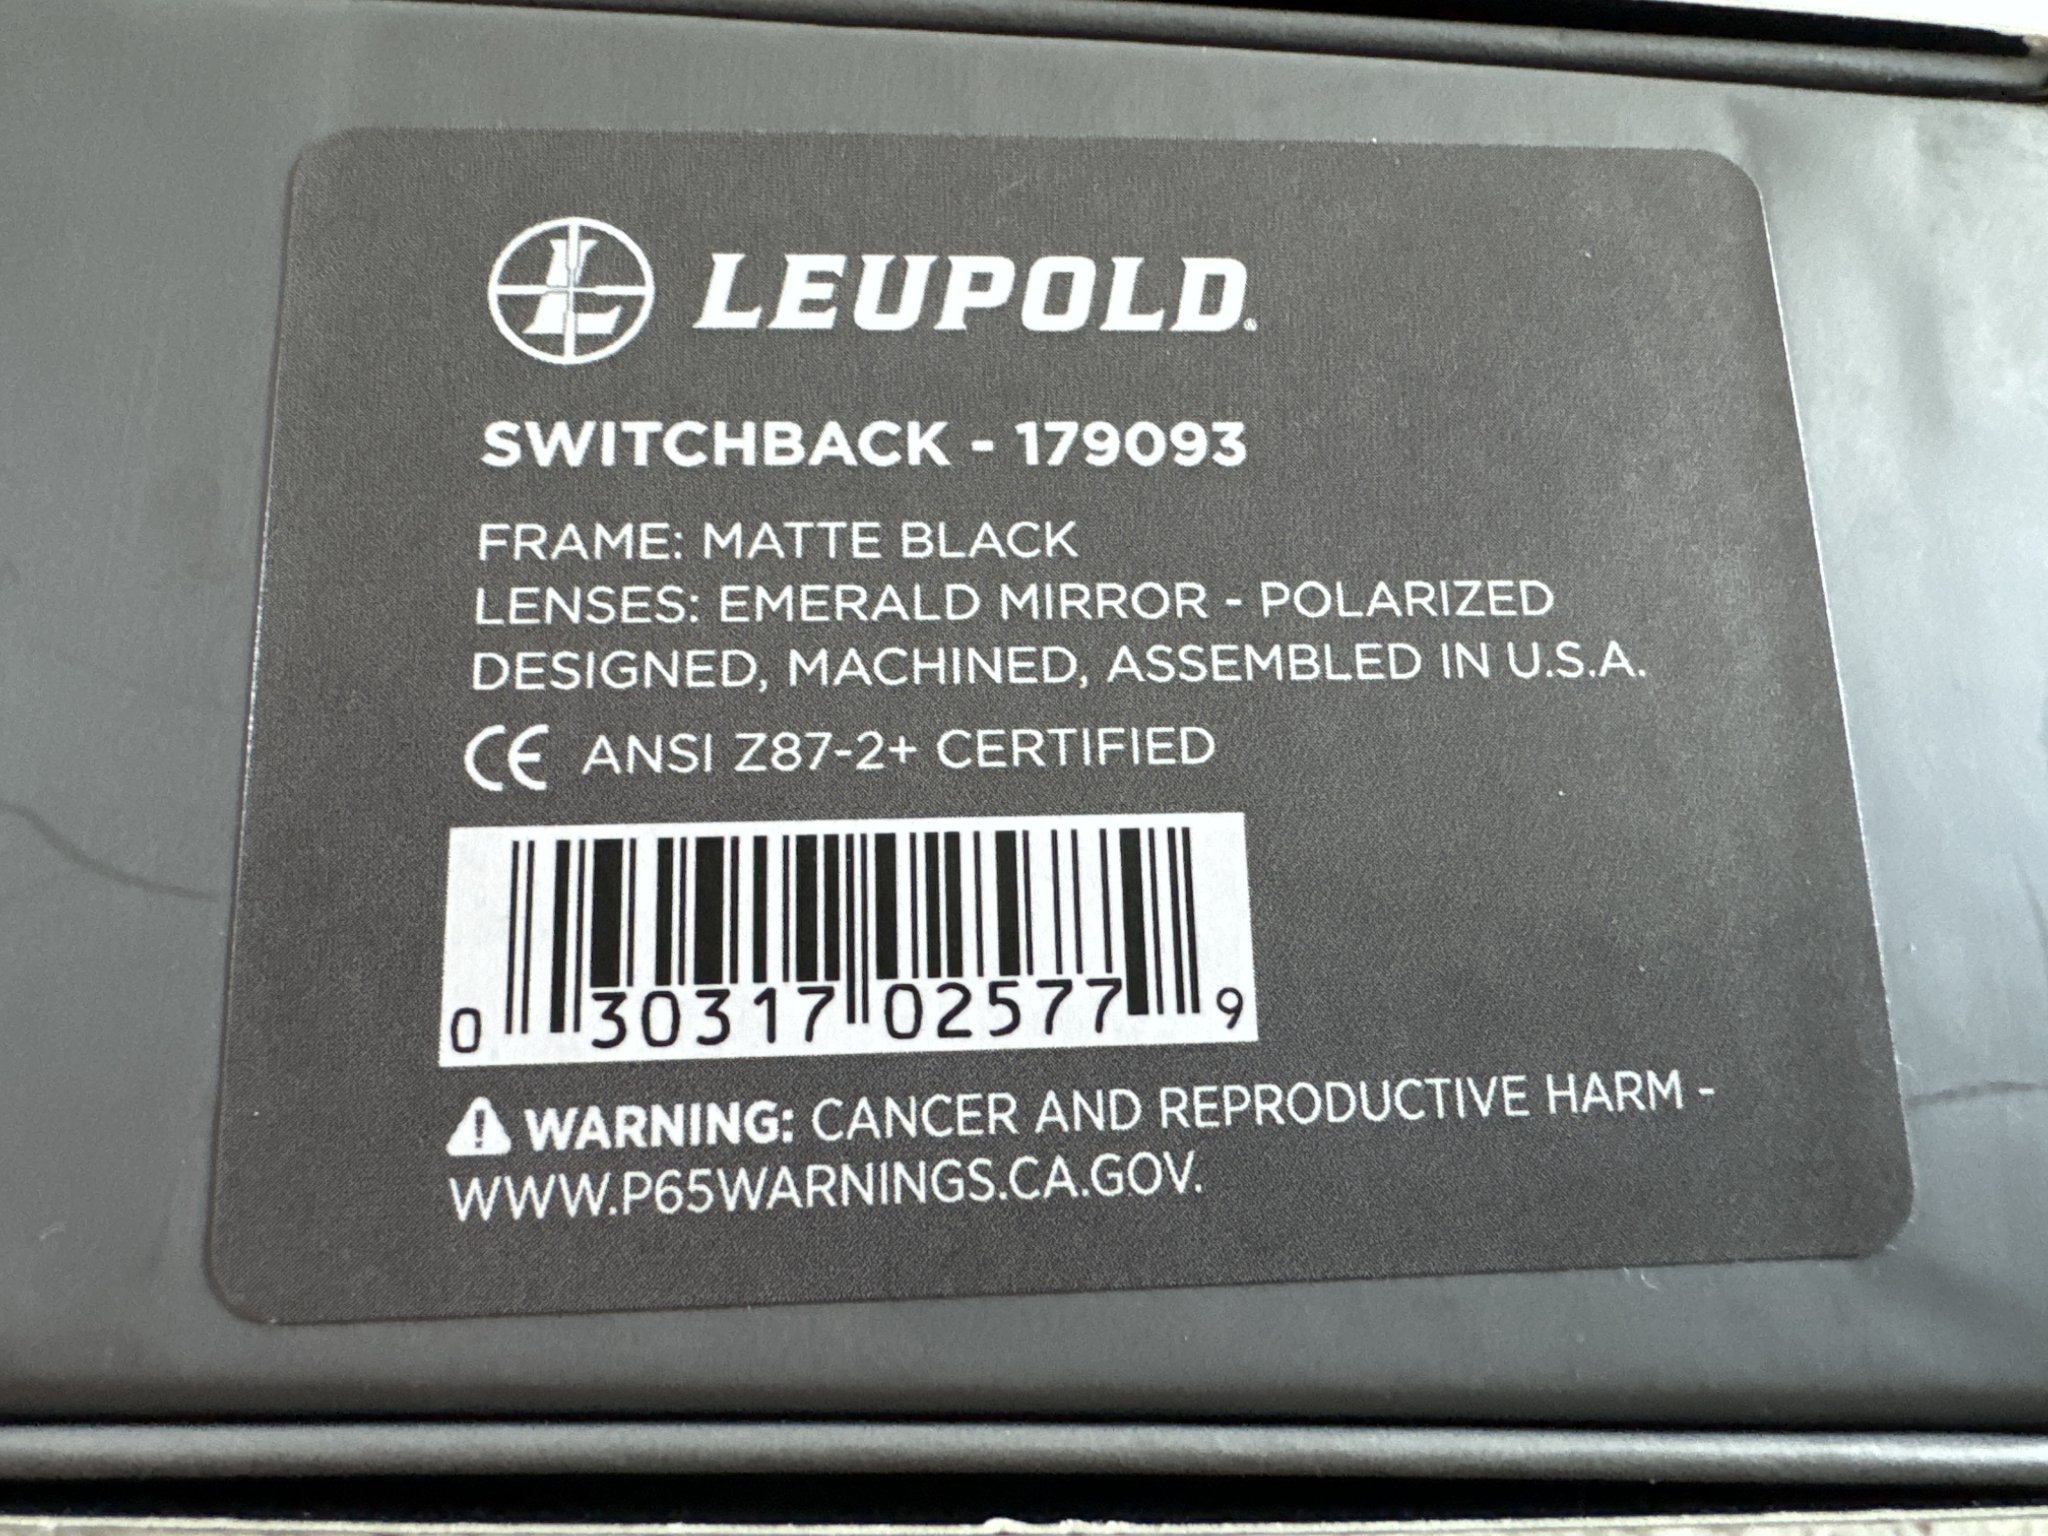 LEUPOLD®
SWITCHBACK - 179093
FRAME: MATTE BLACK
LENSES: EMERALD MIRROR - POLARIZED
DESIGNED, MACHINED, ASSEMBLED IN U.S.A.
CE ANSI Z87-2+ CERTIFIED
0 30317 02577 9
WARNING: CANCER AND REPRODUCTIVE HARM -
WWW.P65WARNINGS.CA.GOV.